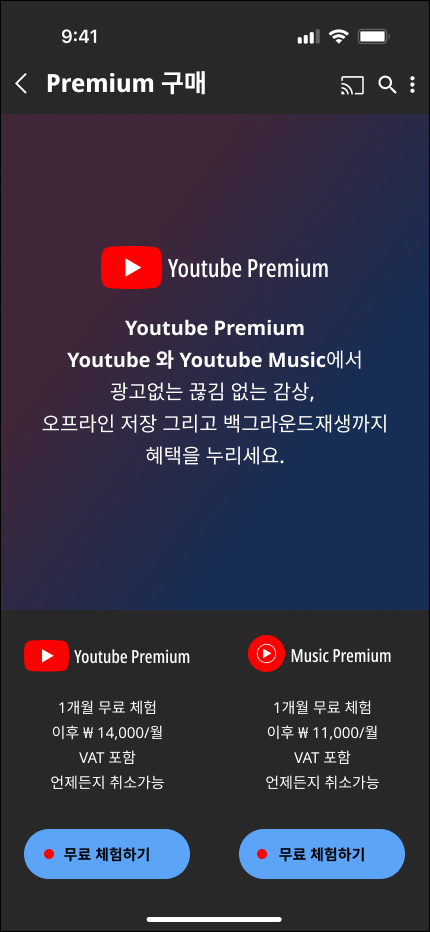 9:41
Premium 구매
Youtube Premium
Youtube Premium
Youtube 와 Youtube Music에서
광고없는 끊김 없는 감상,
오프라인 저장 그리고 백그라운드재생까지
혜택을 누리세요.
Youtube Premium
1개월 무료 체험
이후 ₩ 14,000/월
VAT 포함
언제든지 취소가능
무료 체험하기
Music Premium
1개월 무료 체험
이후 ₩ 11,000/월
VAT 포함
언제든지 취소가능
무료 체험하기